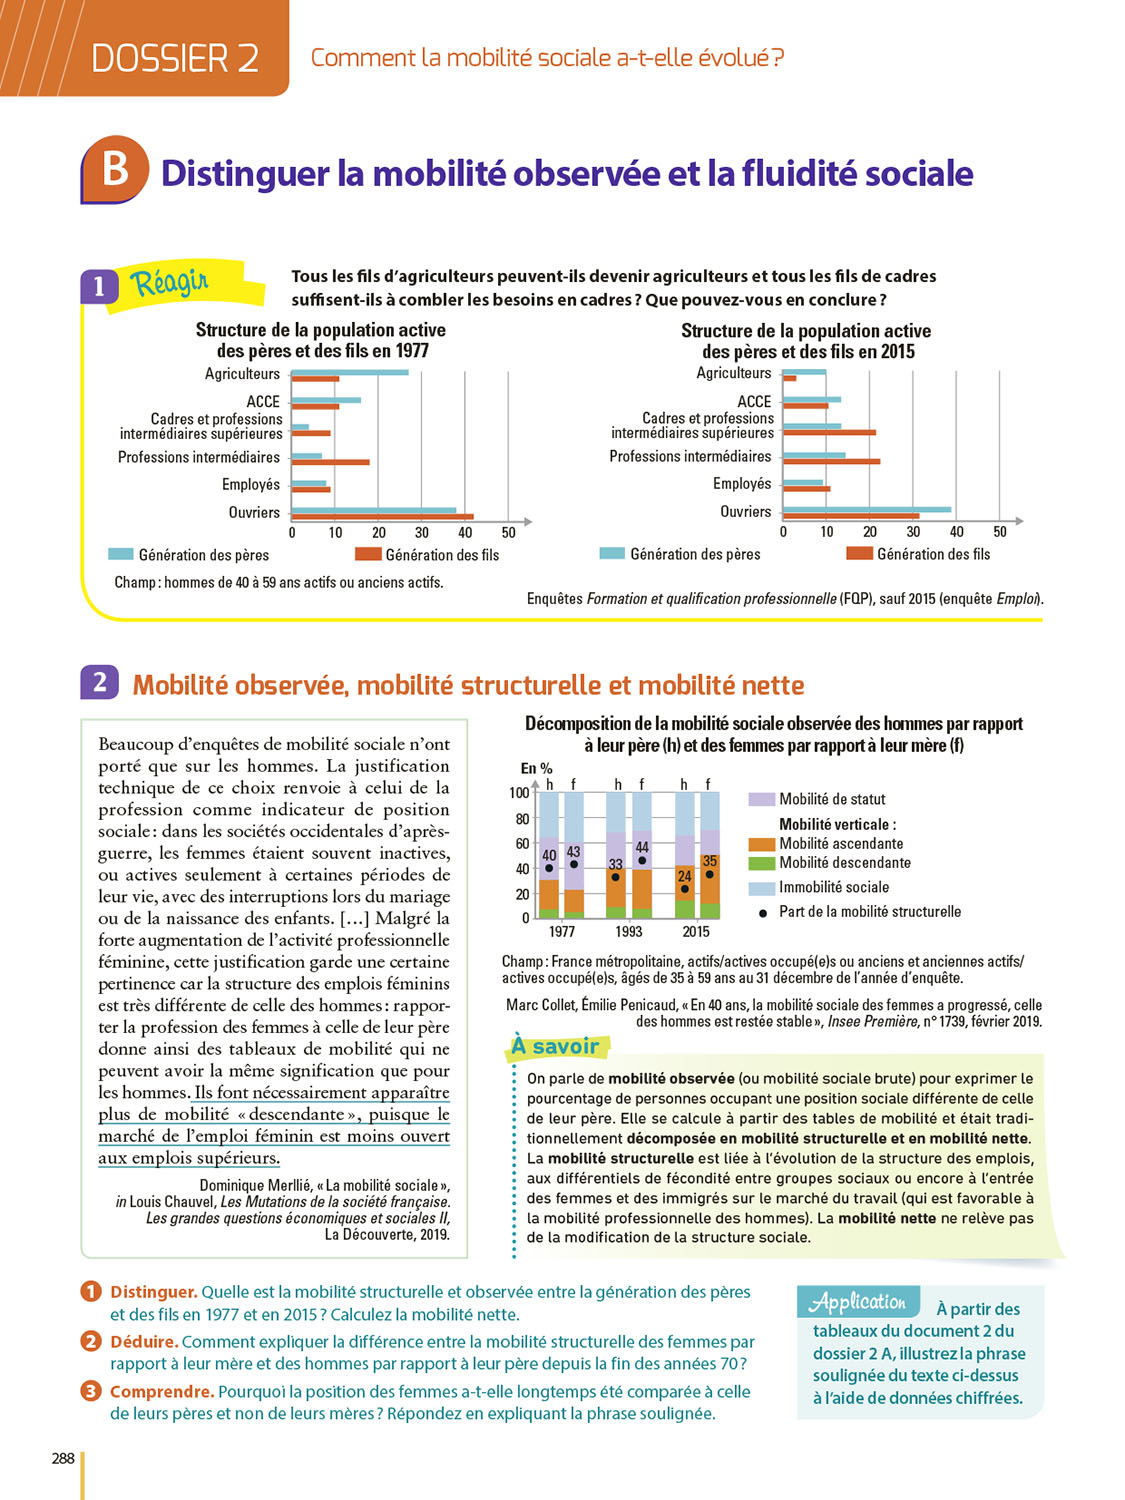 DOSSIER 2
Comment la mobilité sociale a-t-elle évolué ?
B
Distinguer la mobilité observée et la fluidité sociale
1
Réagir
Tous les fils d'agriculteurs peuvent-ils devenir agriculteurs et tous les fils de cadres
suffisent-ils à combler les besoins en cadres ? Que pouvez-vous en conclure ?
Structure de la population active
des pères et des fils en 1977
Agriculteurs
ACCE
Cadres et professions
intermédiaires supérieures
Professions intermédiaires
Employés
Ouvriers
0 10 20 30 40 50
Génération des pères
Génération des fils
Champ : hommes de 40 à 59 ans actifs ou anciens actifs.
Structure de la population active
des pères et des fils en 2015
Agriculteurs
ACCE
Cadres et professions
intermédiaires supérieures
Professions intermédiaires
Employés
Ouvriers
0 10 20 30 40 50
Génération des pères
Génération des fils
Enquêtes Formation et qualification professionnelle (FQP), sauf 2015 (enquête Emploi).
2
Mobilité observée, mobilité structurelle et mobilité nette
Beaucoup d'enquêtes de mobilité sociale n'ont
porté que sur les hommes. La justification
technique de ce choix renvoie à celui de la
profession comme indicateur de position
sociale : dans les sociétés occidentales d'après-
guerre, les femmes étaient souvent inactives,
ou actives seulement à certaines périodes de
leur vie, avec des interruptions lors du mariage
ou de la naissance des enfants. […] Malgré la
forte augmentation de l'activité professionnelle
féminine, cette justification garde une certaine
pertinence car la structure des emplois féminins
est très différente de celle des hommes : rappor-
ter la profession des femmes à celle de leur père
donne ainsi des tableaux de mobilité qui ne
peuvent avoir la même signification que pour
les hommes. Ils font nécessairement apparaître
plus de mobilité « descendante », puisque le
marché de l'emploi féminin est moins ouvert
aux emplois supérieurs.
Dominique Merllié, « La mobilité sociale »,
in Louis Chauvel, Les Mutations de la société française.
Les grandes questions économiques et sociales II,
La Découverte, 2019.
Décomposition de la mobilité sociale observée des hommes par rapport
à leur père (h) et des femmes par rapport à leur mère (f)
En %
h f h f h f
100
80
60
40
20
0
40 43 33 44 24 35
1977 1993 2015
Mobilité de statut
Mobilité verticale :
Mobilité ascendante
Mobilité descendante
Immobilité sociale
Part de la mobilité structurelle
Champ : France métropolitaine, actifs/actives occupé(e)s ou anciens et anciennes actifs/
actives occupé(e)s, âgés de 35 à 59 ans au 31 décembre de l'année d'enquête.
Marc Collet, Émilie Penicaud, « En 40 ans, la mobilité sociale des femmes a progressé, celle
des hommes est restée stable », Insee Première, n° 1739, février 2019.
À savoir
On parle de mobilité observée (ou mobilité sociale brute) pour exprimer le
pourcentage de personnes occupant une position sociale différente de celle
de leur père. Elle se calcule à partir des tables de mobilité et était tradi-
tionnellement décomposée en mobilité structurelle et en mobilité nette.
La mobilité structurelle est liée à l'évolution de la structure des emplois,
aux différentiels de fécondité entre groupes sociaux ou encore à l'entrée
des femmes et des immigrés sur le marché du travail (qui est favorable à
la mobilité professionnelle des hommes). La mobilité nette ne relève pas
de la modification de la structure sociale.
1 Distinguer. Quelle est la mobilité structurelle et observée entre la génération des pères
et des fils en 1977 et en 2015 ? Calculez la mobilité nette.
2 Déduire. Comment expliquer la différence entre la mobilité structurelle des femmes par
rapport à leur mère et des hommes par rapport à leur père depuis la fin des années 70 ?
3 Comprendre. Pourquoi la position des femmes a-t-elle longtemps été comparée à celle
de leurs pères et non de leurs mères ? Répondez en expliquant la phrase soulignée.
Application
À partir des
tableaux du document 2 du
dossier 2 A, illustrez la phrase
soulignée du texte ci-dessus
à l'aide de données chiffrées.
288